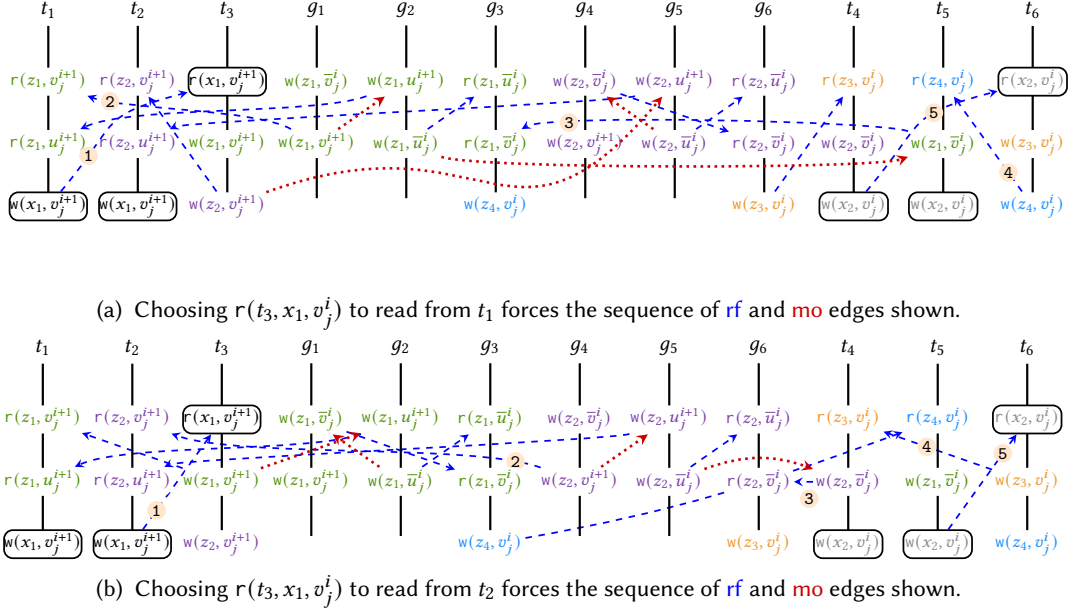 t₁ t₂ t₃ g₁ g₂ g₃ g₄ g₅ g₆ t₄ t₅ t₆
r(z₁, v_j^{i+1}) r(z₂, v_j^{i+1}) r(x₁, v_j^{i+1}) w(z₁, v̅_j^i) w(z₁, u_j^{i+1}) r(z₁, u̅_j^i) w(z₂, v̅_j^i) w(z₂, u_j^{i+1}) r(z₂, u̅_j^i) r(z₃, v_j^i) r(z₄, v_j^i) r(x₂, v_j^i)
2 3 5
r(z₁, u_j^{i+1}) r(z₂, u_j^{i+1}) w(z₁, v_j^{i+1}) w(z₁, v_j^{i+1}) w(z₁, u̅_j^i) r(z₁, v̅_j^i) w(z₂, v_j^{i+1}) w(z₂, u̅_j^i) r(z₂, v̅_j^i) w(z₂, v̅_j^i) w(z₁, v̅_j^i) w(z₃, v_j^i)
1 4
w(x₁, v_j^{i+1}) w(x₁, v_j^{i+1}) w(z₂, v_j^{i+1}) w(z₄, v_j^i) w(z₃, v_j^i) w(x₂, v_j^i) w(x₂, v_j^i) w(z₄, v_j^i)
(a) Choosing r(t₃, x₁, v_j^i) to read from t₁ forces the sequence of rf and mo edges shown.
t₁ t₂ t₃ g₁ g₂ g₃ g₄ g₅ g₆ t₄ t₅ t₆
r(z₁, v_j^{i+1}) r(z₂, v_j^{i+1}) r(x₁, v_j^{i+1}) w(z₁, v̅_j^i) w(z₁, u_j^{i+1}) r(z₁, u̅_j^i) w(z₂, v̅_j^i) w(z₂, u_j^{i+1}) r(z₂, u̅_j^i) r(z₃, v_j^i) r(z₄, v_j^i) r(x₂, v_j^i)
2 4 5
r(z₁, u_j^{i+1}) r(z₂, u_j^{i+1}) w(z₁, v_j^{i+1}) w(z₁, v_j^{i+1}) w(z₁, u̅_j^i) r(z₁, v̅_j^i) w(z₂, v_j^{i+1}) w(z₂, u̅_j^i) r(z₂, v̅_j^i) w(z₂, v̅_j^i) w(z₁, v̅_j^i) w(z₃, v_j^i)
1 3
w(x₁, v_j^{i+1}) w(x₁, v_j^{i+1}) w(z₂, v_j^{i+1}) w(z₄, v_j^i) w(z₃, v_j^i) w(x₂, v_j^i) w(x₂, v_j^i) w(z₄, v_j^i)
(b) Choosing r(t₃, x₁, v_j^i) to read from t₂ forces the sequence of rf and mo edges shown.